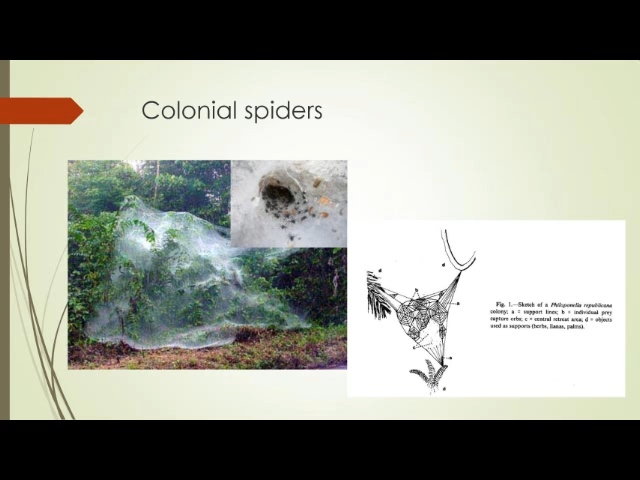 Colonial spiders
Fig. 1.—Sketch of a Philoponella republicana
colony; a = support lines; b = individual prey
capture orbs; c = central retreat area; d = objects
used as supports (herbs, lianas, palms).
d
d
b
a
c
a